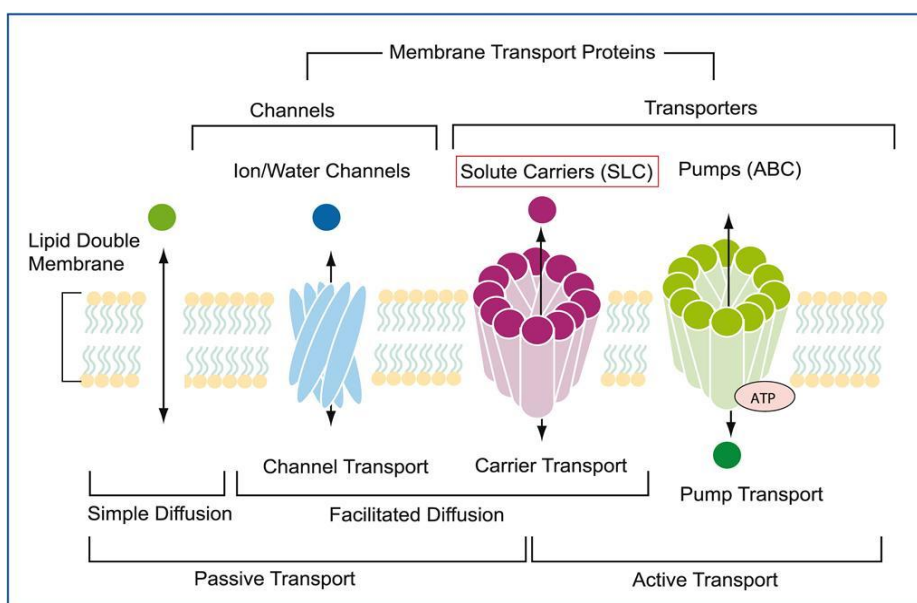 Membrane Transport Proteins
Channels
Transporters
Ion/Water Channels
Solute Carriers (SLC)
Pumps (ABC)
Lipid Double
Membrane
ATP
Channel Transport
Carrier Transport
Pump Transport
Simple Diffusion
Facilitated Diffusion
Passive Transport
Active Transport